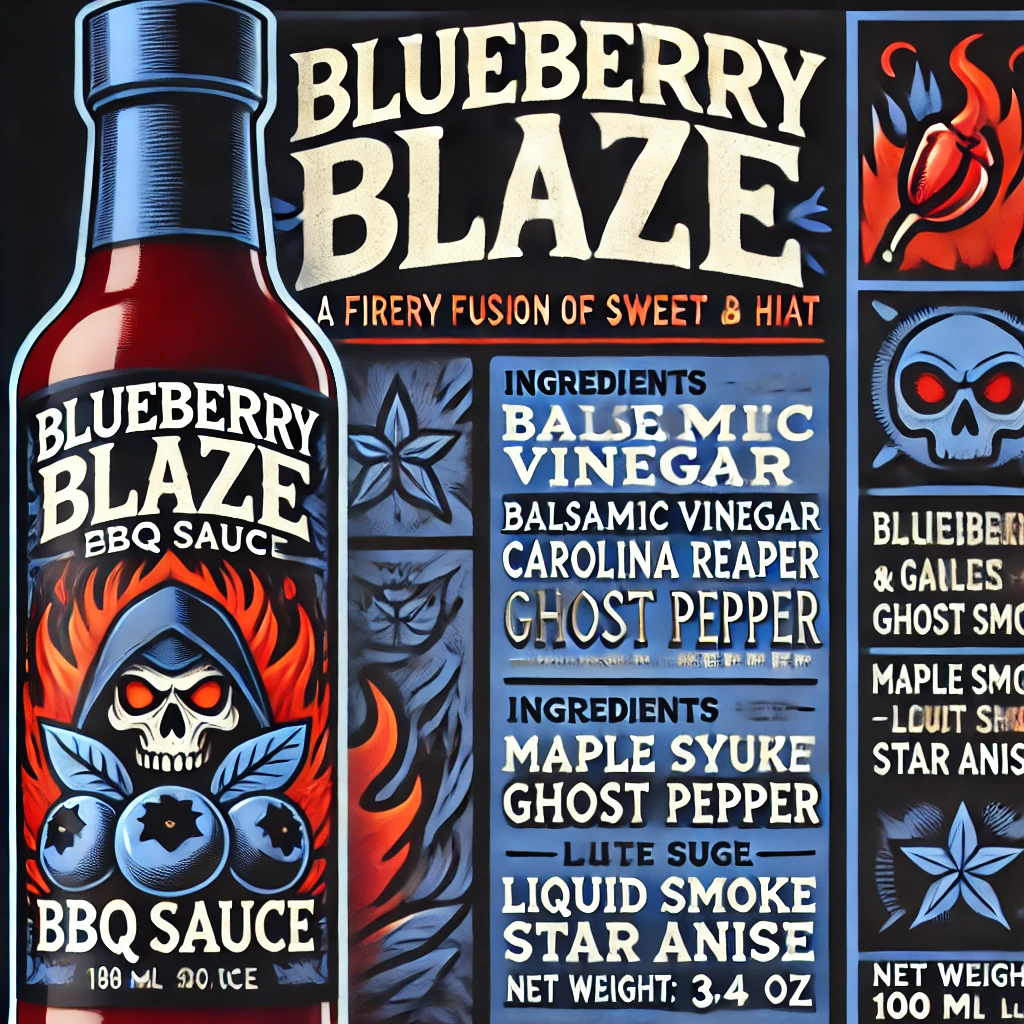 BLUEBERRY
BLAZE
A FIRERY FUSION OF SWEET & HIAT
BLUEBERRY
BLAZE
BBQ SAUCE
BBQ SAUCE
188 ML
INGREDIENTS
BALSEMIC
VINEGAR
BALSAMIC VINEGAR
CAROLINA REAPER
GHOST PEPPER
INGREDIENTS
MAPLE SYUKE
GHOST PEPPER
LUTE SUGE
LIQUID SMOKE
STAR ANISE
NET WEIGHT: 3.4 OZ
& GAILES
GHOST SMO
MAPLE SMO
STAR ANIS
NET WEIGH
100 ML